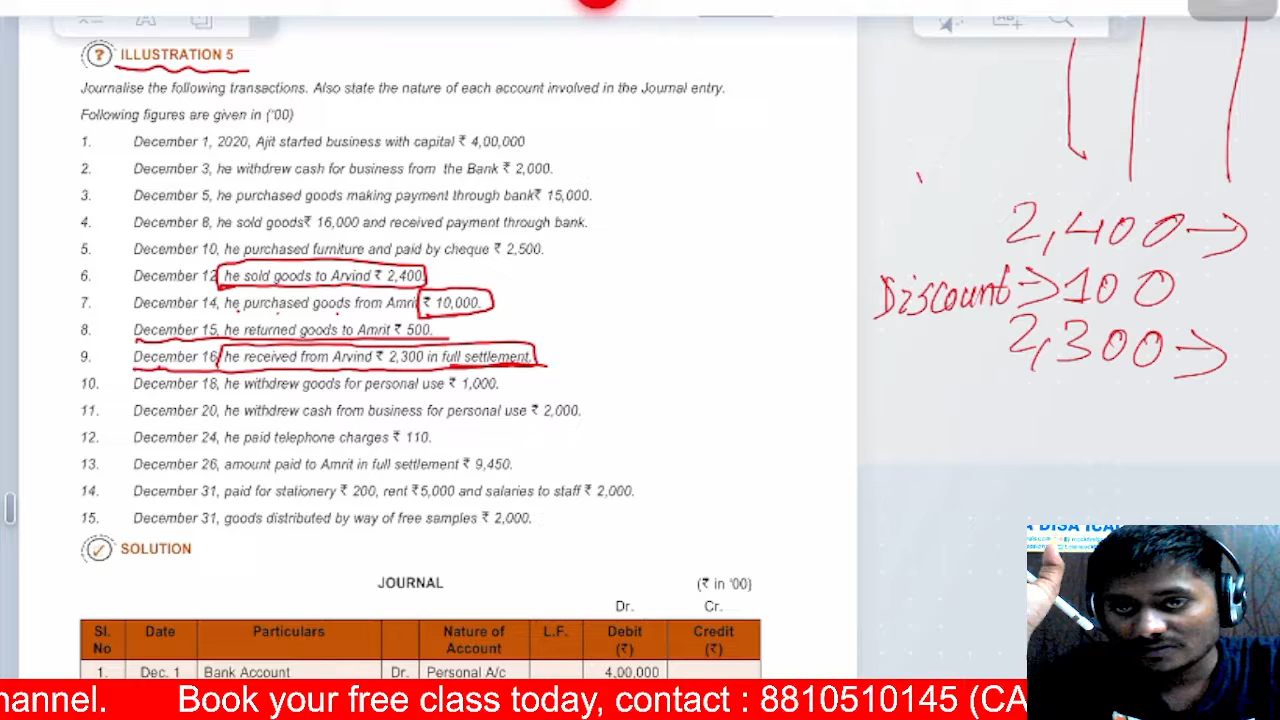 ILLUSTRATION 5
Journalise the following transactions. Also state the nature of each account involved in the Journal entry.
Following figures are given in ('00)
1. December 1, 2020, Ajit started business with capital ₹ 4,00,000
2. December 3, he withdrew cash for business from the Bank ₹ 2,000.
3. December 5, he purchased goods making payment through bank₹ 15,000.
4. December 8, he sold goods₹ 16,000 and received payment through bank.
5. December 10, he purchased furniture and paid by cheque ₹ 2,500.
6. December 12, he sold goods to Arvind ₹ 2,400.
7. December 14, he purchased goods from Amrit ₹ 10,000.
8. December 15, he returned goods to Amrit ₹ 500.
9. December 16, he received from Arvind ₹ 2,300 in full settlement.
10. December 18, he withdrew goods for personal use ₹ 1,000.
11. December 20, he withdrew cash from business for personal use ₹ 2,000.
12. December 24, he paid telephone charges ₹ 110.
13. December 26, amount paid to Amrit in full settlement ₹ 9,450.
14. December 31, paid for stationery ₹ 200, rent ₹5,000 and salaries to staff ₹ 2,000.
15. December 31, goods distributed by way of free samples ₹ 2,000.
SOLUTION
JOURNAL (₹ in '00)
Dr. Cr.
Sl. No Date Particulars Nature of Account L.F. Debit (₹) Credit (₹)
1. Dec. 1 Bank Account Dr. Personal A/c 4,00,000
2,400
Discount 100
2,300
A DISA ICA
hannel. Book your free class today, contact : 8810510145 (CA